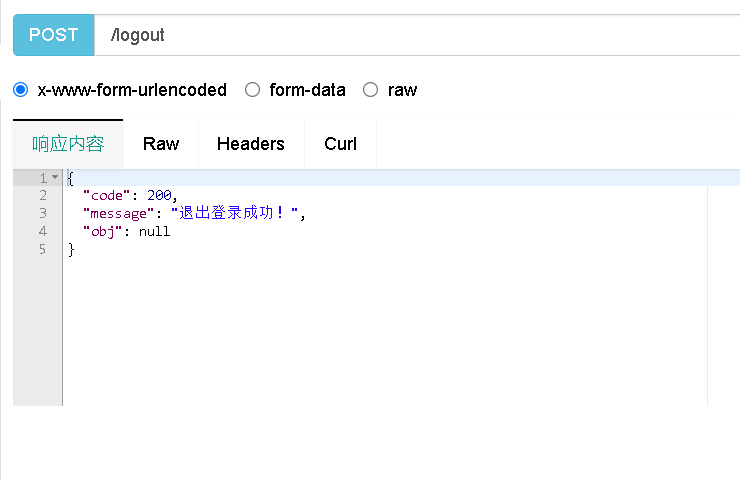 POST /logout
x-www-form-urlencoded form-data raw
响应内容 Raw Headers Curl
1 {
2 "code": 200,
3 "message": "退出登录成功！",
4 "obj": null
5 }